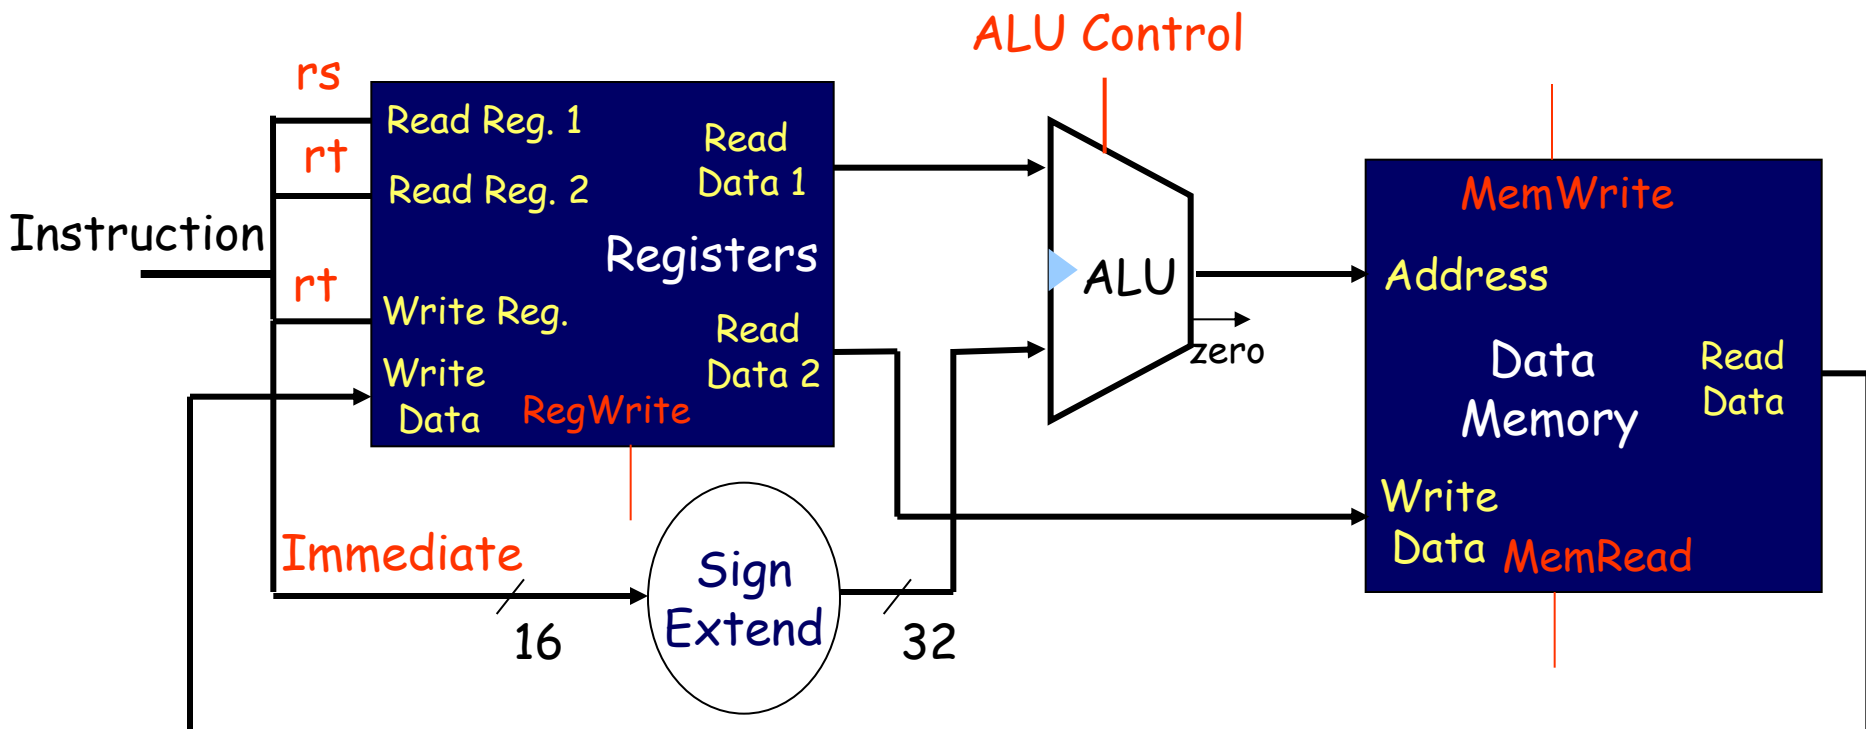 ALU Control
rs
Read Reg. 1
Read
Data 1
rt
Read Reg. 2
MemWrite
Instruction
Registers
ALU
Address
rt
Write Reg.
Read
Data 2
zero
Data
Memory
Read
Data
Write
Data
RegWrite
Write
Data
MemRead
Immediate
Sign
Extend
16
32